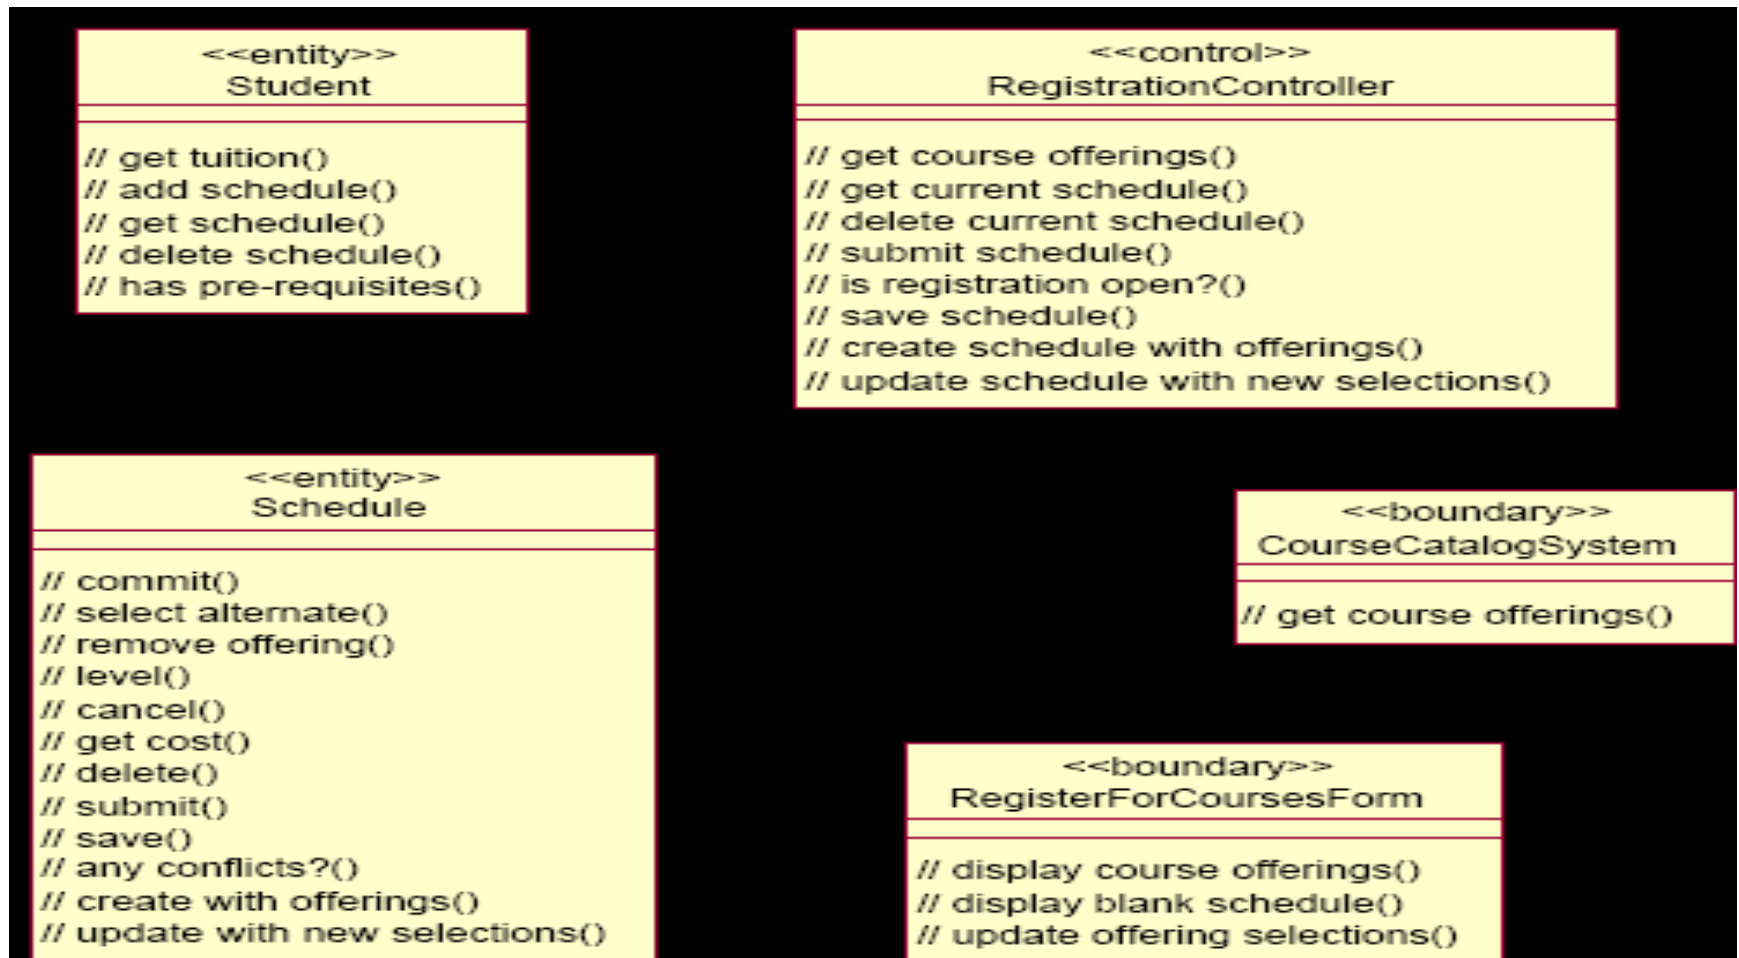 <<entity>>
Student
// get tuition()
// add schedule()
// get schedule()
// delete schedule()
// has pre-requisites()
<<control>>
RegistrationController
// get course offerings()
// get current schedule()
// delete current schedule()
// submit schedule()
// is registration open?()
// save schedule()
// create schedule with offerings()
// update schedule with new selections()
<<entity>>
Schedule
// commit()
// select alternate()
// remove offering()
// level()
// cancel()
// get cost()
// delete()
// submit()
// save()
// any conflicts?()
// create with offerings()
// update with new selections()
<<boundary>>
CourseCatalogSystem
// get course offerings()
<<boundary>>
RegisterForCoursesForm
// display course offerings()
// display blank schedule()
// update offering selections()